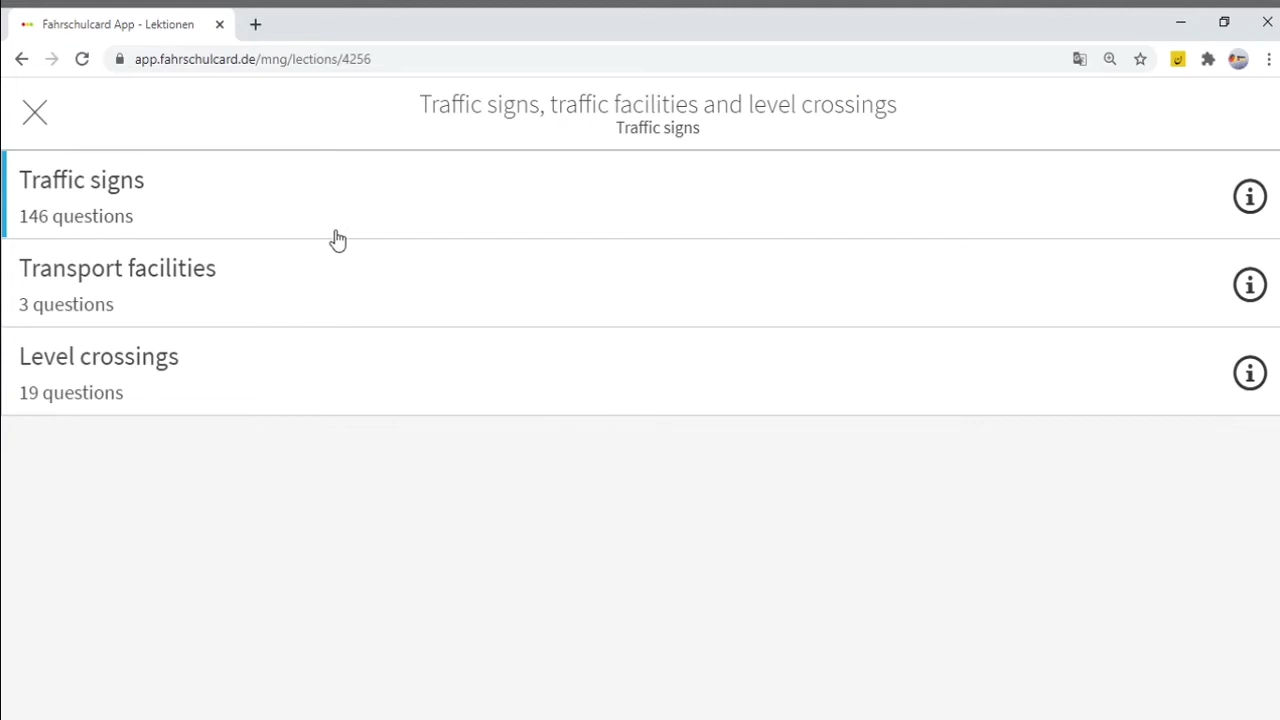 Fahrschulcard App - Lektionen
app.fahrschulcard.de/mng/lections/4256
Traffic signs, traffic facilities and level crossings
Traffic signs
Traffic signs
146 questions
Transport facilities
3 questions
Level crossings
19 questions